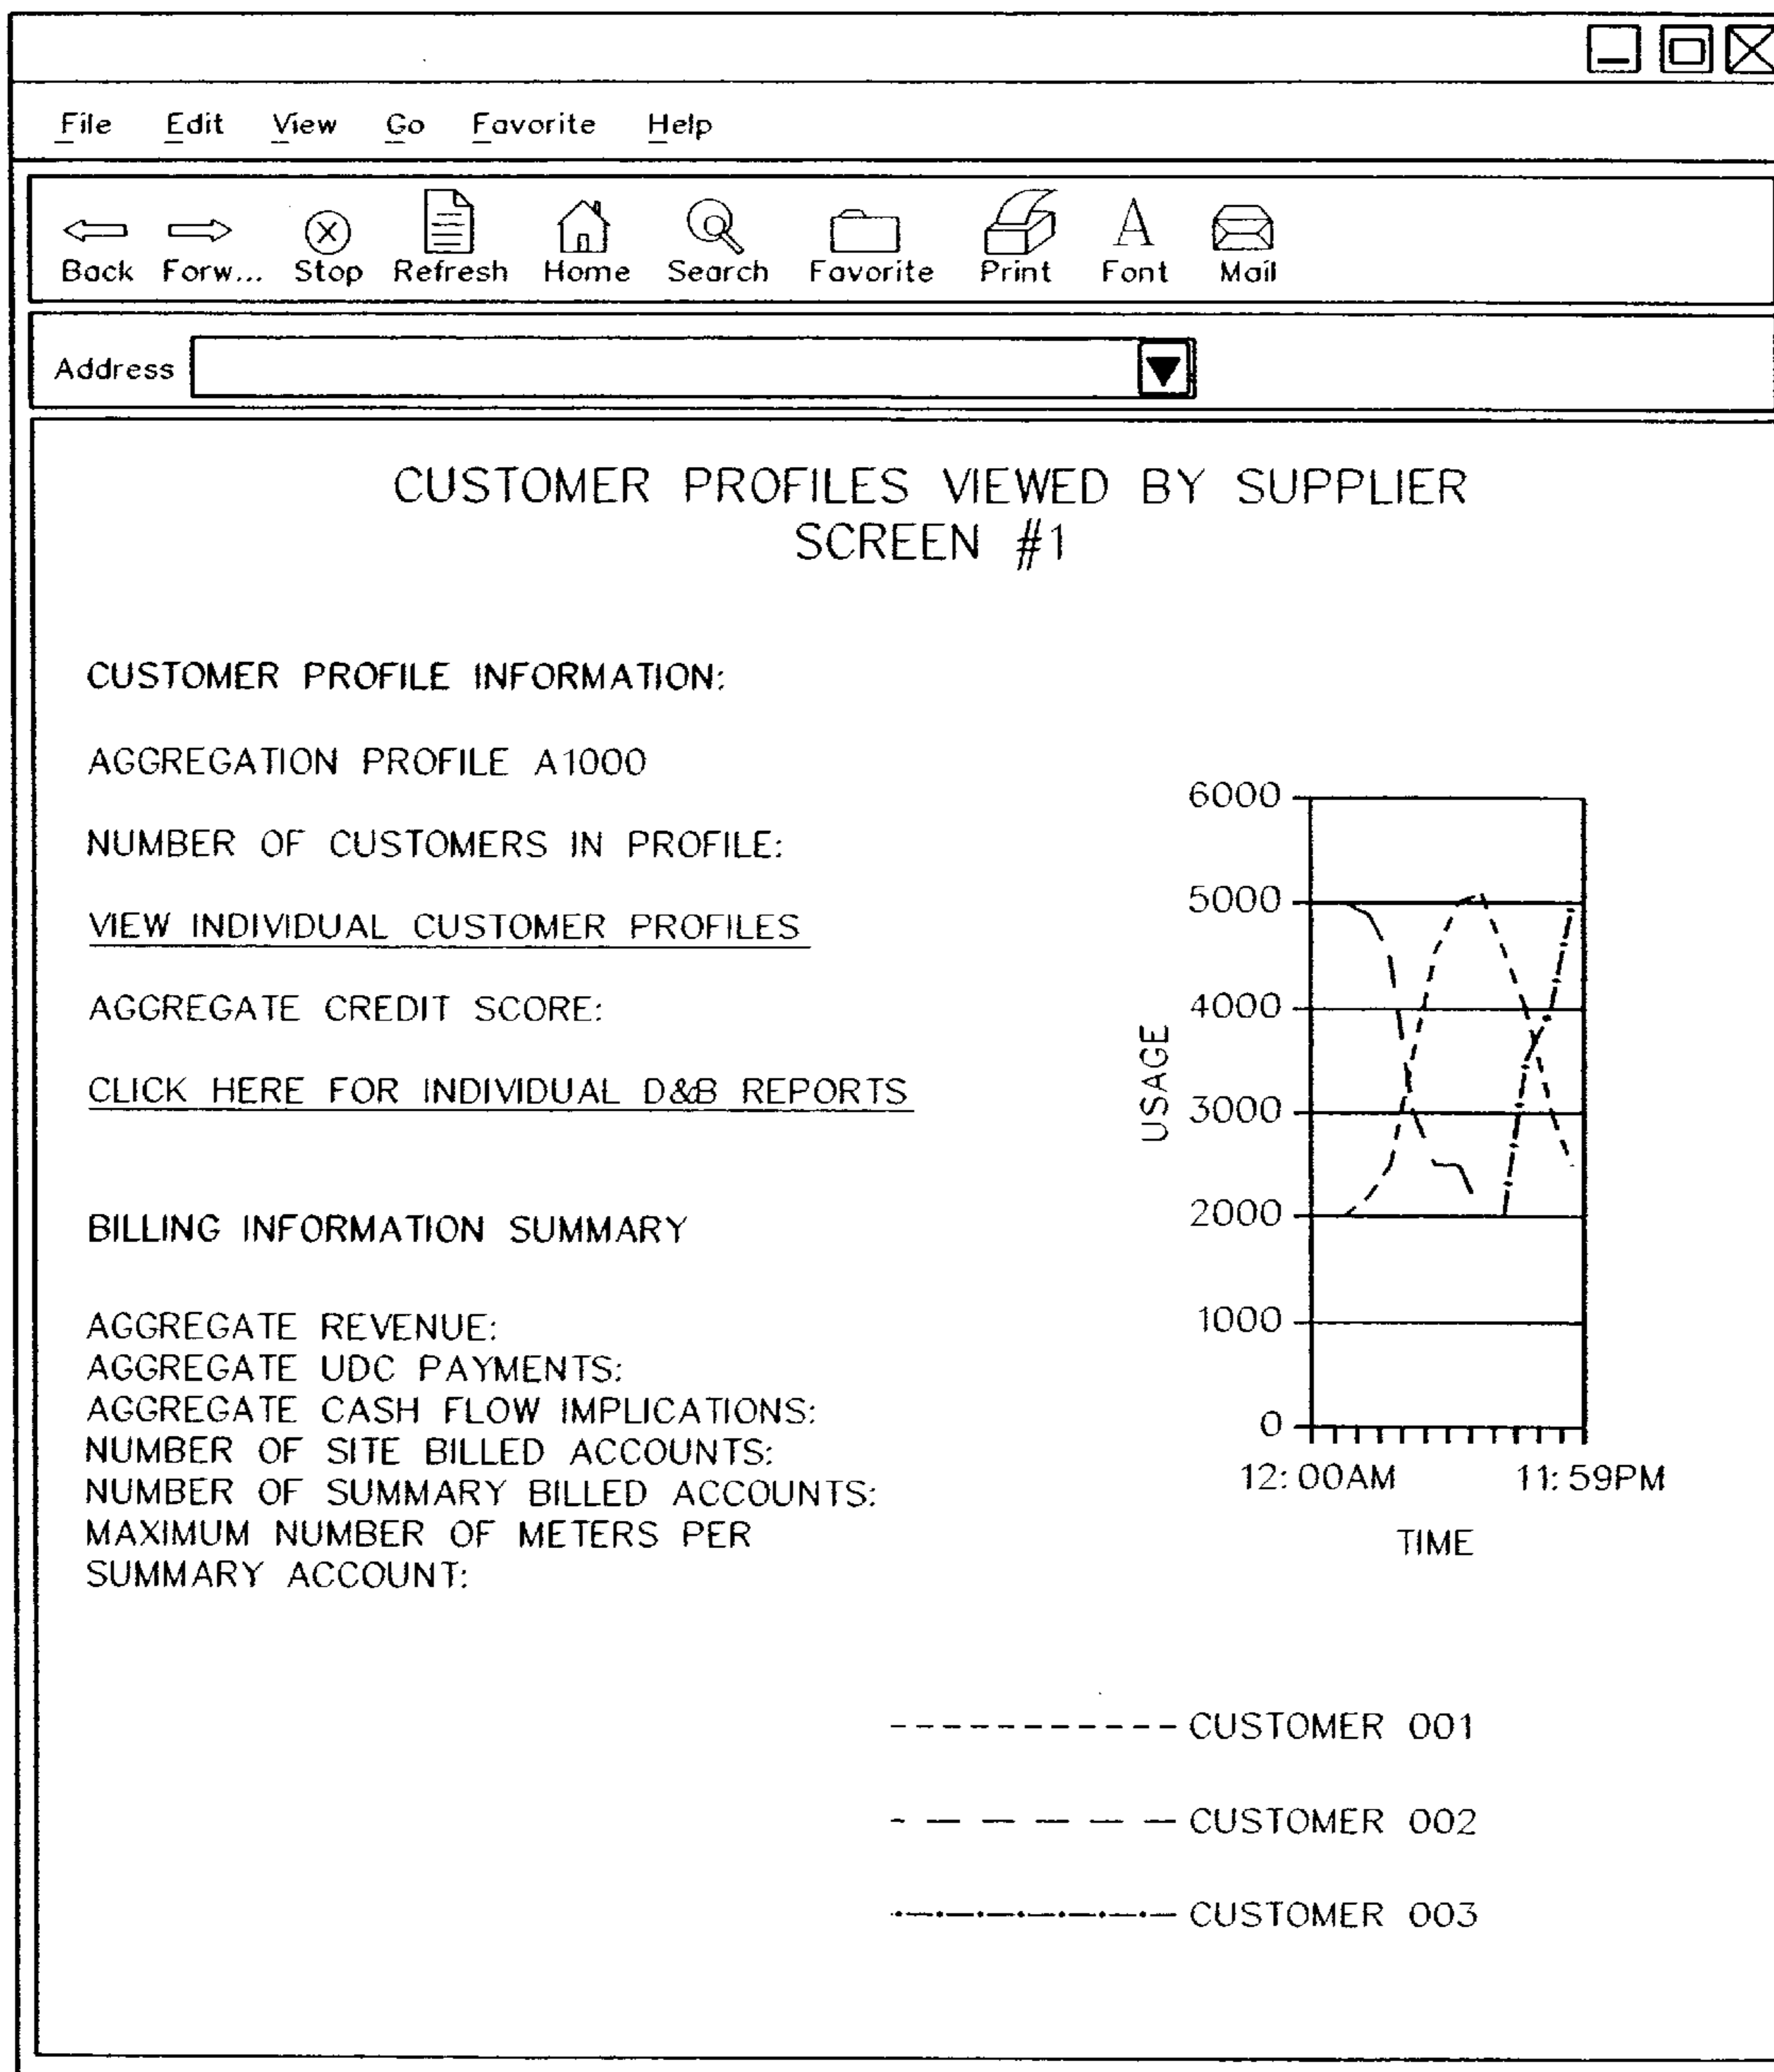 File Edit View Go Favorite Help
Back Forw... Stop Refresh Home Search Favorite Print Font Mail
Address
CUSTOMER PROFILES VIEWED BY SUPPLIER
SCREEN #1
CUSTOMER PROFILE INFORMATION:
AGGREGATION PROFILE A1000
NUMBER OF CUSTOMERS IN PROFILE:
VIEW INDIVIDUAL CUSTOMER PROFILES
AGGREGATE CREDIT SCORE:
CLICK HERE FOR INDIVIDUAL D&B REPORTS
BILLING INFORMATION SUMMARY
AGGREGATE REVENUE:
AGGREGATE UDC PAYMENTS:
AGGREGATE CASH FLOW IMPLICATIONS:
NUMBER OF SITE BILLED ACCOUNTS:
NUMBER OF SUMMARY BILLED ACCOUNTS:
MAXIMUM NUMBER OF METERS PER
SUMMARY ACCOUNT:
6000
5000
4000
3000
2000
1000
0
USAGE
12:00AM 11:59PM
TIME
CUSTOMER 001
CUSTOMER 002
CUSTOMER 003